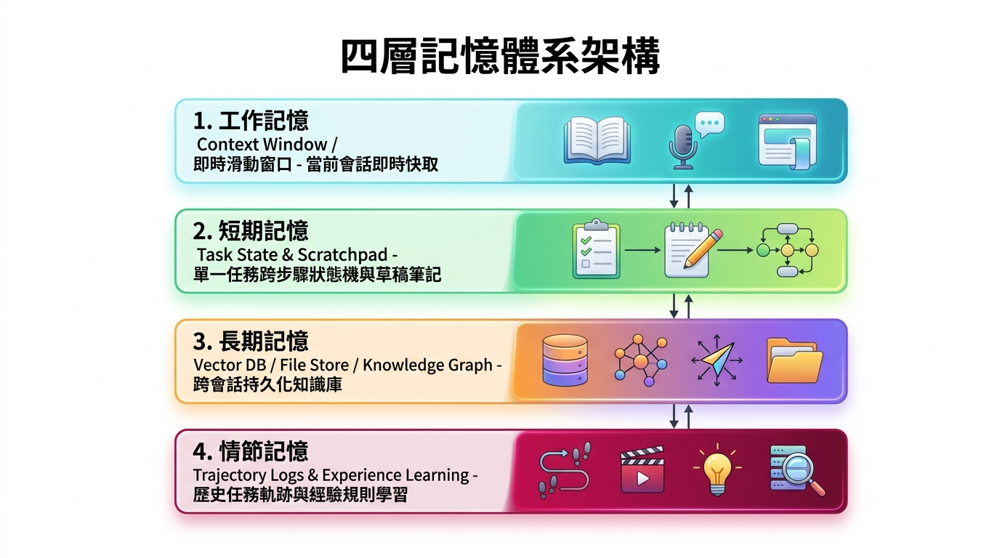 四層記憶體系架構
1. 工作記憶
Context Window /
即時滑動窗口 - 當前會話即時快取
2. 短期記憶
Task State & Scratchpad -
單一任務跨步驟狀態機與草稿筆記
3. 長期記憶
Vector DB / File Store / Knowledge Graph -
跨會話持久化知識庫
4. 情節記憶
Trajectory Logs & Experience Learning -
歷史任務軌跡與經驗規則學習